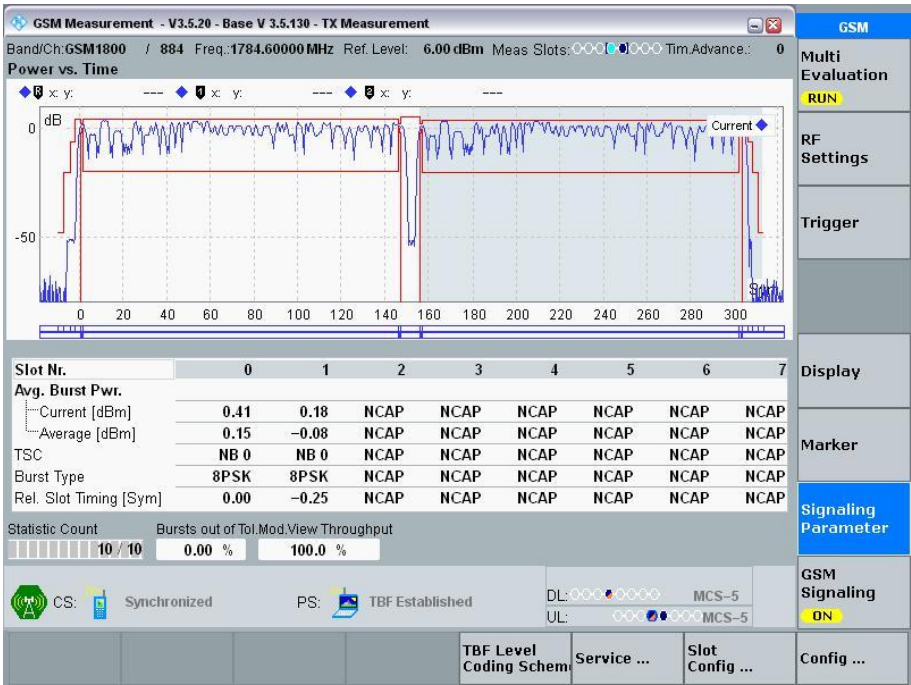 GSM Measurement - V3.5.20 - Base V 3.5.130 - TX Measurement
GSM
Band/Ch:GSM1800 / 884 Freq.:1784.60000 MHz Ref. Level: 6.00 dBm Meas Slots: Tim.Advance.: 0
Power vs. Time
Multi
Evaluation
RUN
R x: y: --- 1 x: y: --- 2 x: y: ---
dB
Current
0
-50
Sym
0 20 40 60 80 100 120 140 160 180 200 220 240 260 280 300
RF
Settings
Trigger
Slot Nr. 0 1 2 3 4 5 6 7
Avg. Burst Pwr.
Current [dBm] 0.41 0.18 NCAP NCAP NCAP NCAP NCAP NCAP
Average [dBm] 0.15 -0.08 NCAP NCAP NCAP NCAP NCAP NCAP
TSC NB 0 NB 0 NCAP NCAP NCAP NCAP NCAP NCAP
Burst Type 8PSK 8PSK NCAP NCAP NCAP NCAP NCAP NCAP
Rel. Slot Timing [Sym] 0.00 -0.25 NCAP NCAP NCAP NCAP NCAP NCAP
Display
Marker
Signaling
Parameter
Statistic Count Bursts out of Tol. Mod.View Throughput
10 / 10 0.00 % 100.0 %
CS: Synchronized PS: TBF Established DL: MCS-5
UL: MCS-5
GSM
Signaling
ON
TBF Level
Coding Schem
Service ...
Slot
Config ...
Config ...